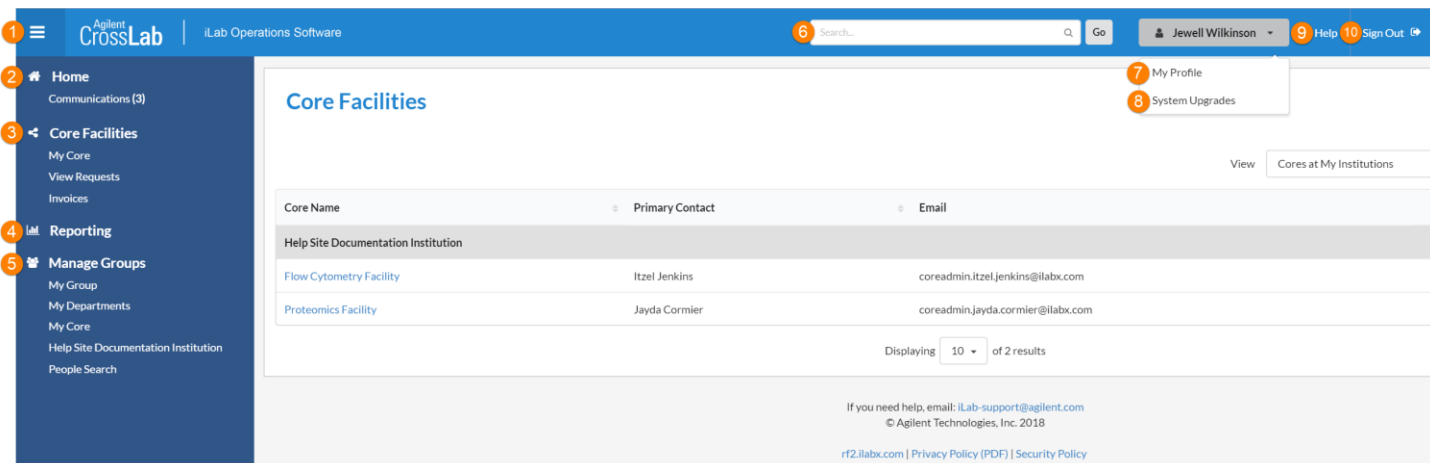 1 Agilent CrossLab iLab Operations Software 6 Search... Go Jewell Wilkinson 9 Help 10 Sign Out
7 My Profile
8 System Upgrades
2 Home
Communications (3)
3 Core Facilities
My Core
View Requests
Invoices
4 Reporting
5 Manage Groups
My Group
My Departments
My Core
Help Site Documentation Institution
People Search
Core Facilities
View Cores at My Institutions
Core Name Primary Contact Email
Help Site Documentation Institution
Flow Cytometry Facility Itzel Jenkins coreadmin.itzel.jenkins@ilabx.com
Proteomics Facility Jayda Cormier coreadmin.jayda.cormier@ilabx.com
Displaying 10 of 2 results
If you need help, email: iLab-support@agilent.com
© Agilent Technologies, Inc. 2018
rf2.ilabx.com | Privacy Policy (PDF) | Security Policy